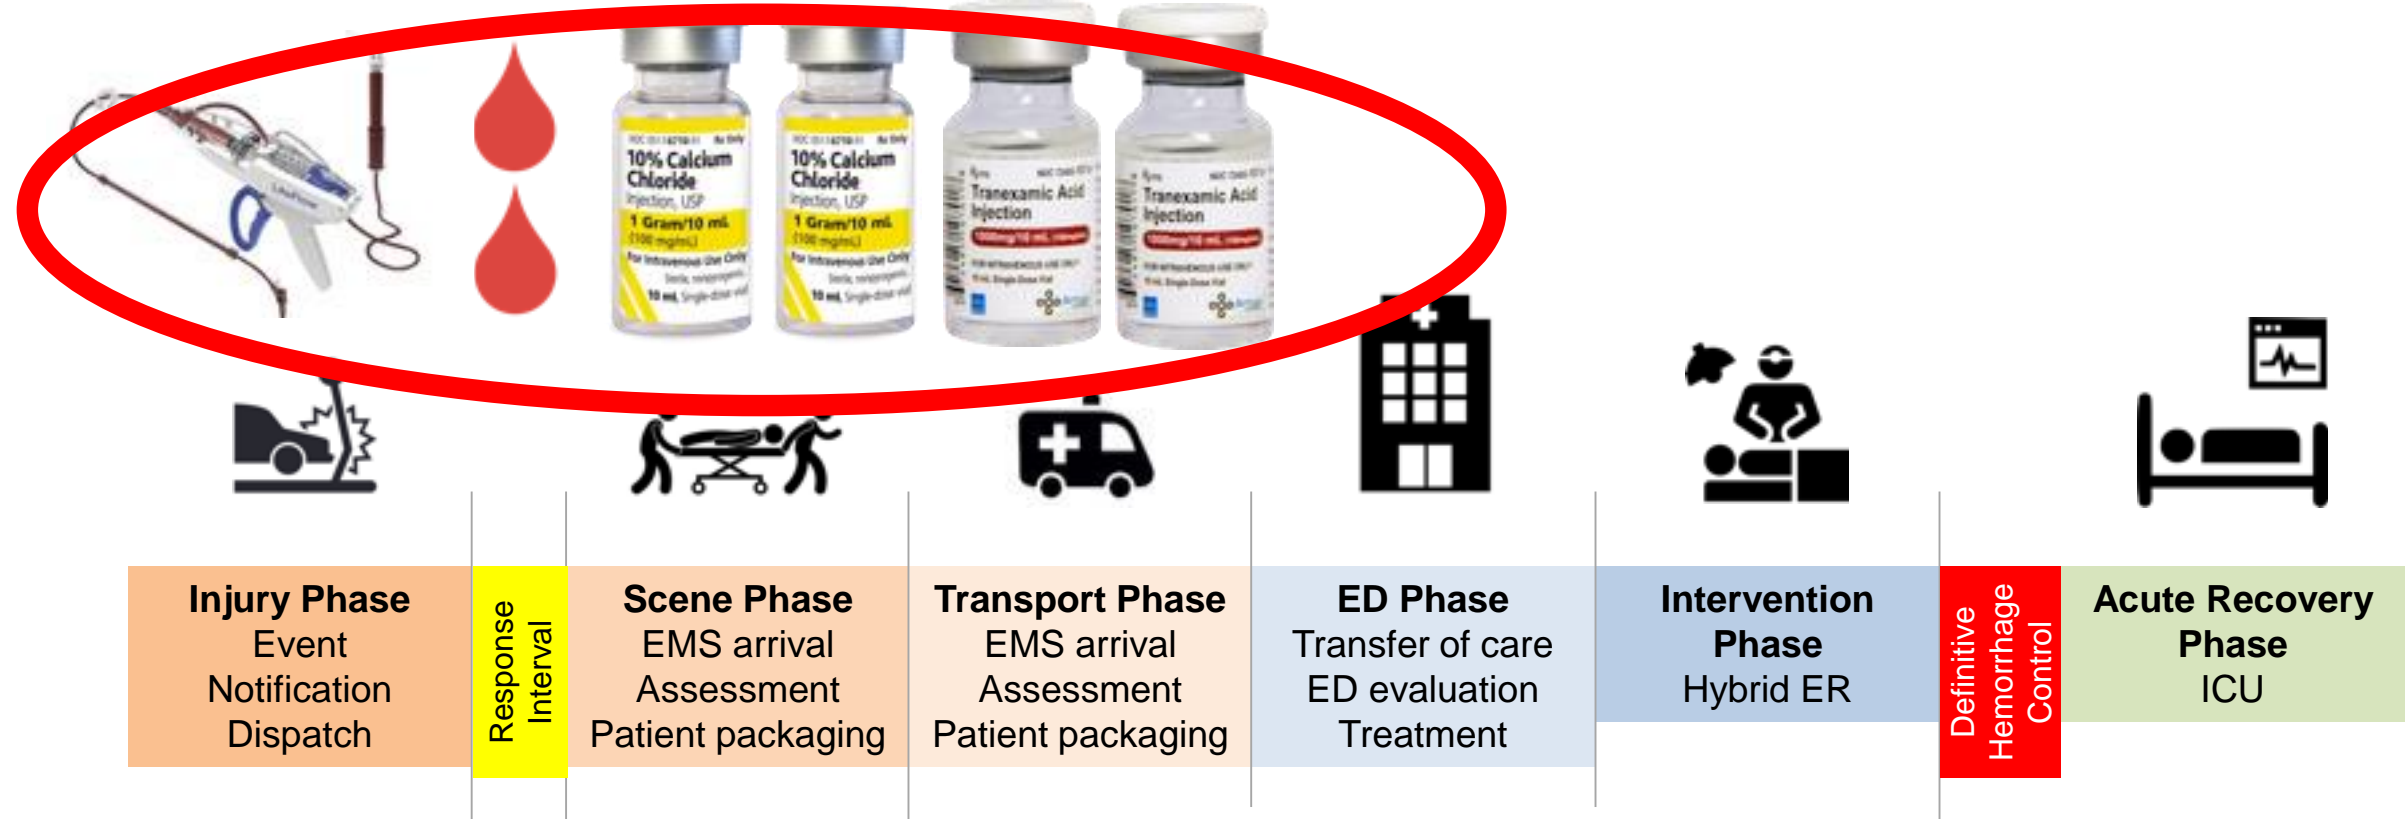 10% Calcium
Chloride
Injection, USP
1 Gram/10 mL
(100 mg/mL)
For Intravenous Use Only
10 mL
10% Calcium
Chloride
Injection, USP
1 Gram/10 mL
(100 mg/mL)
For Intravenous Use Only
10 mL
Tranexamic Acid
Injection
Tranexamic Acid
Injection
Injury Phase
Event
Notification
Dispatch
Response
Interval
Scene Phase
EMS arrival
Assessment
Patient packaging
Transport Phase
EMS arrival
Assessment
Patient packaging
ED Phase
Transfer of care
ED evaluation
Treatment
Intervention
Phase
Hybrid ER
Definitive
Hemorrhage
Control
Acute Recovery
Phase
ICU